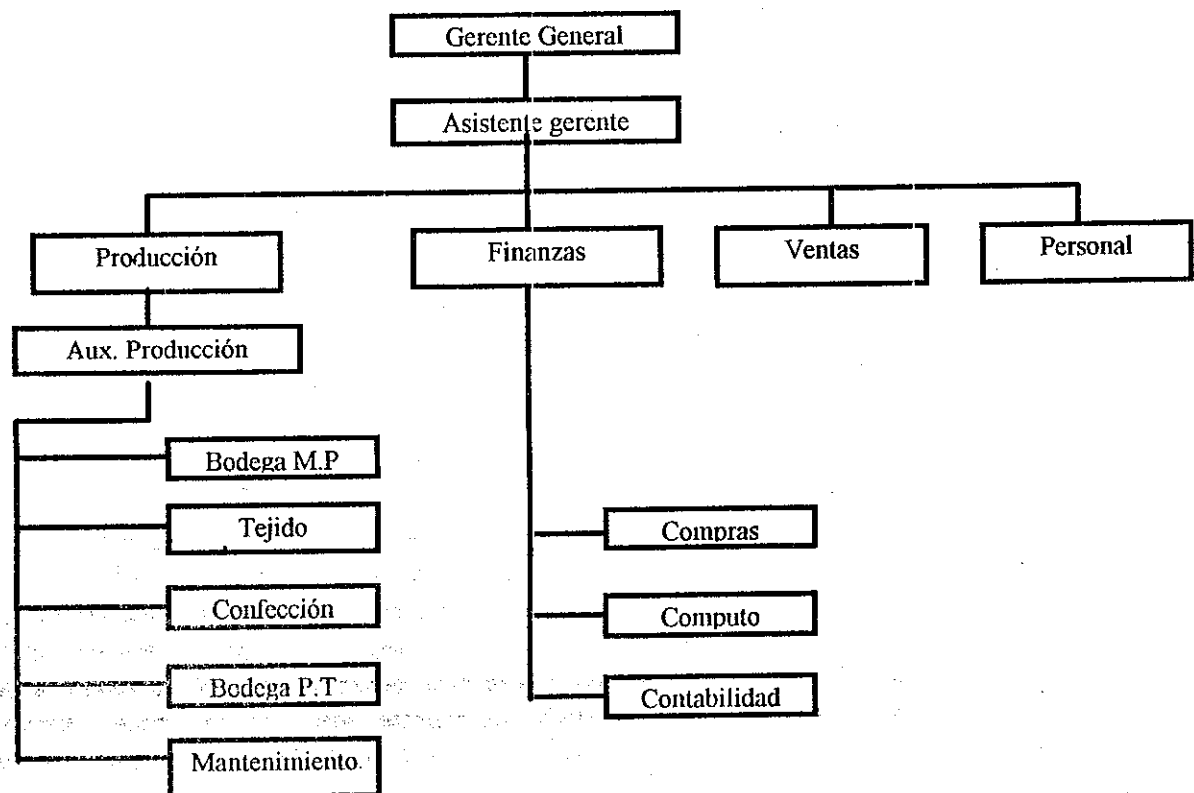 Gerente General
Asistente gerente
Producción
Finanzas
Ventas
Personal
Aux. Producción
Bodega M.P
Tejido
Confección
Bodega P.T
Mantenimiento.
Compras
Computo
Contabilidad